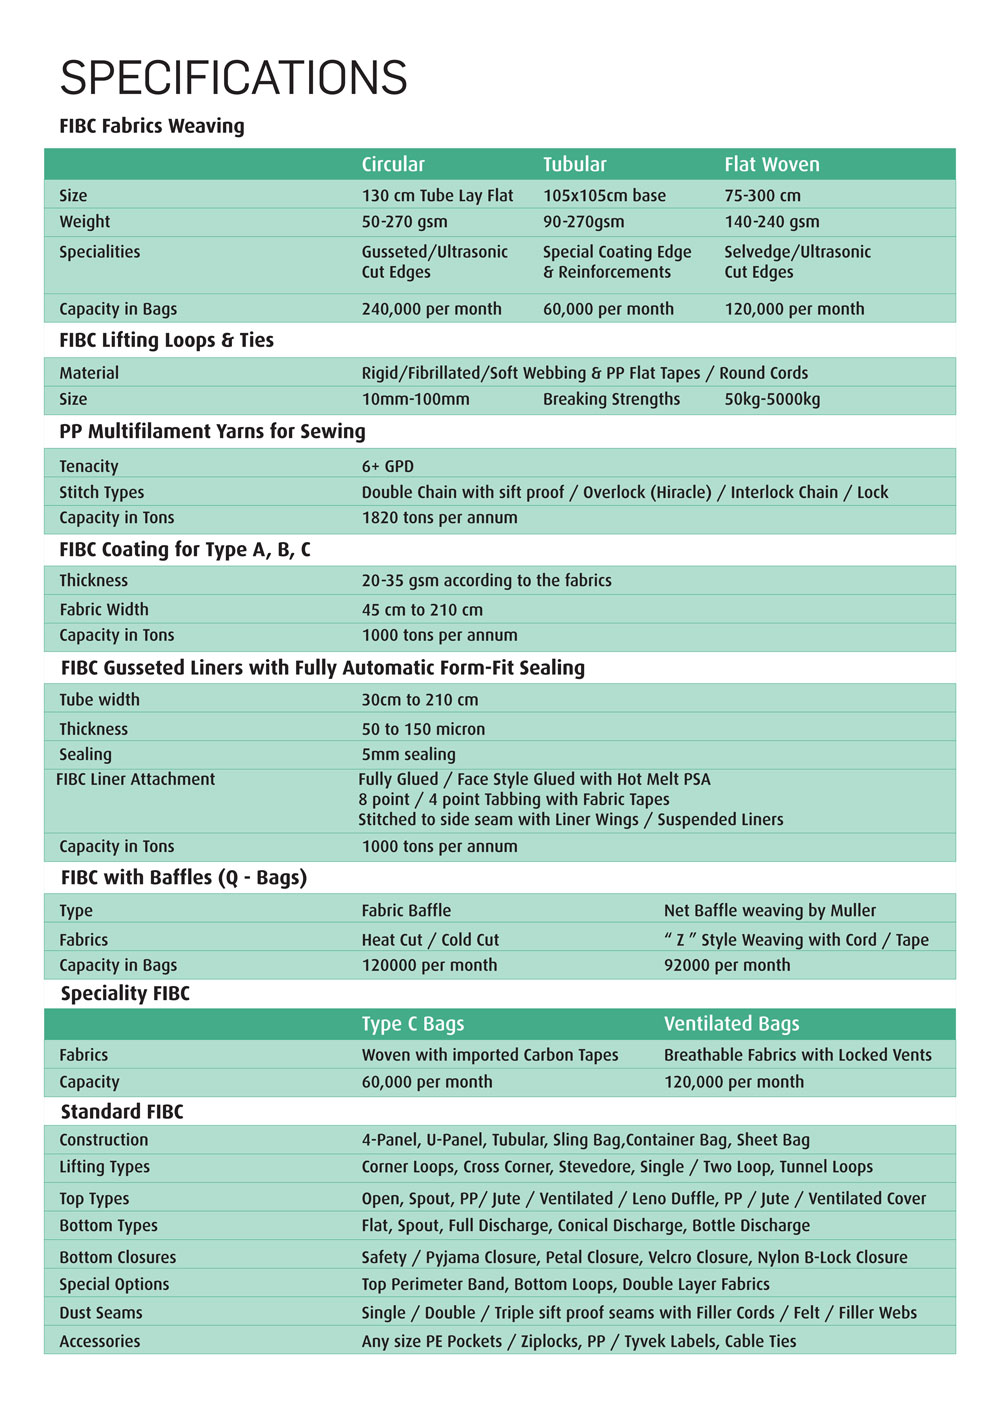 SPECIFICATIONS
FIBC Fabrics Weaving
Circular Tubular Flat Woven
Size 130 cm Tube Lay Flat 105x105cm base 75-300 cm
Weight 50-270 gsm 90-270gsm 140-240 gsm
Specialities Gusseted/Ultrasonic Special Coating Edge Selvedge/Ultrasonic
Cut Edges & Reinforcements Cut Edges
Capacity in Bags 240,000 per month 60,000 per month 120,000 per month
FIBC Lifting Loops & Ties
Material Rigid/Fibrillated/Soft Webbing & PP Flat Tapes / Round Cords
Size 10mm-100mm Breaking Strengths 50kg-5000kg
PP Multifilament Yarns for Sewing
Tenacity 6+ GPD
Stitch Types Double Chain with sift proof / Overlock (Hiracle) / Interlock Chain / Lock
Capacity in Tons 1820 tons per annum
FIBC Coating for Type A, B, C
Thickness 20-35 gsm according to the fabrics
Fabric Width 45 cm to 210 cm
Capacity in Tons 1000 tons per annum
FIBC Gusseted Liners with Fully Automatic Form-Fit Sealing
Tube width 30cm to 210 cm
Thickness 50 to 150 micron
Sealing 5mm sealing
FIBC Liner Attachment Fully Glued / Face Style Glued with Hot Melt PSA
8 point / 4 point Tabbing with Fabric Tapes
Stitched to side seam with Liner Wings / Suspended Liners
Capacity in Tons 1000 tons per annum
FIBC with Baffles (Q - Bags)
Type Fabric Baffle Net Baffle weaving by Muller
Fabrics Heat Cut / Cold Cut “ Z ” Style Weaving with Cord / Tape
Capacity in Bags 120000 per month 92000 per month
Speciality FIBC
Type C Bags Ventilated Bags
Fabrics Woven with imported Carbon Tapes Breathable Fabrics with Locked Vents
Capacity 60,000 per month 120,000 per month
Standard FIBC
Construction 4-Panel, U-Panel, Tubular, Sling Bag,Container Bag, Sheet Bag
Lifting Types Corner Loops, Cross Corner, Stevedore, Single / Two Loop, Tunnel Loops
Top Types Open, Spout, PP/ Jute / Ventilated / Leno Duffle, PP / Jute / Ventilated Cover
Bottom Types Flat, Spout, Full Discharge, Conical Discharge, Bottle Discharge
Bottom Closures Safety / Pyjama Closure, Petal Closure, Velcro Closure, Nylon B-Lock Closure
Special Options Top Perimeter Band, Bottom Loops, Double Layer Fabrics
Dust Seams Single / Double / Triple sift proof seams with Filler Cords / Felt / Filler Webs
Accessories Any size PE Pockets / Ziplocks, PP / Tyvek Labels, Cable Ties